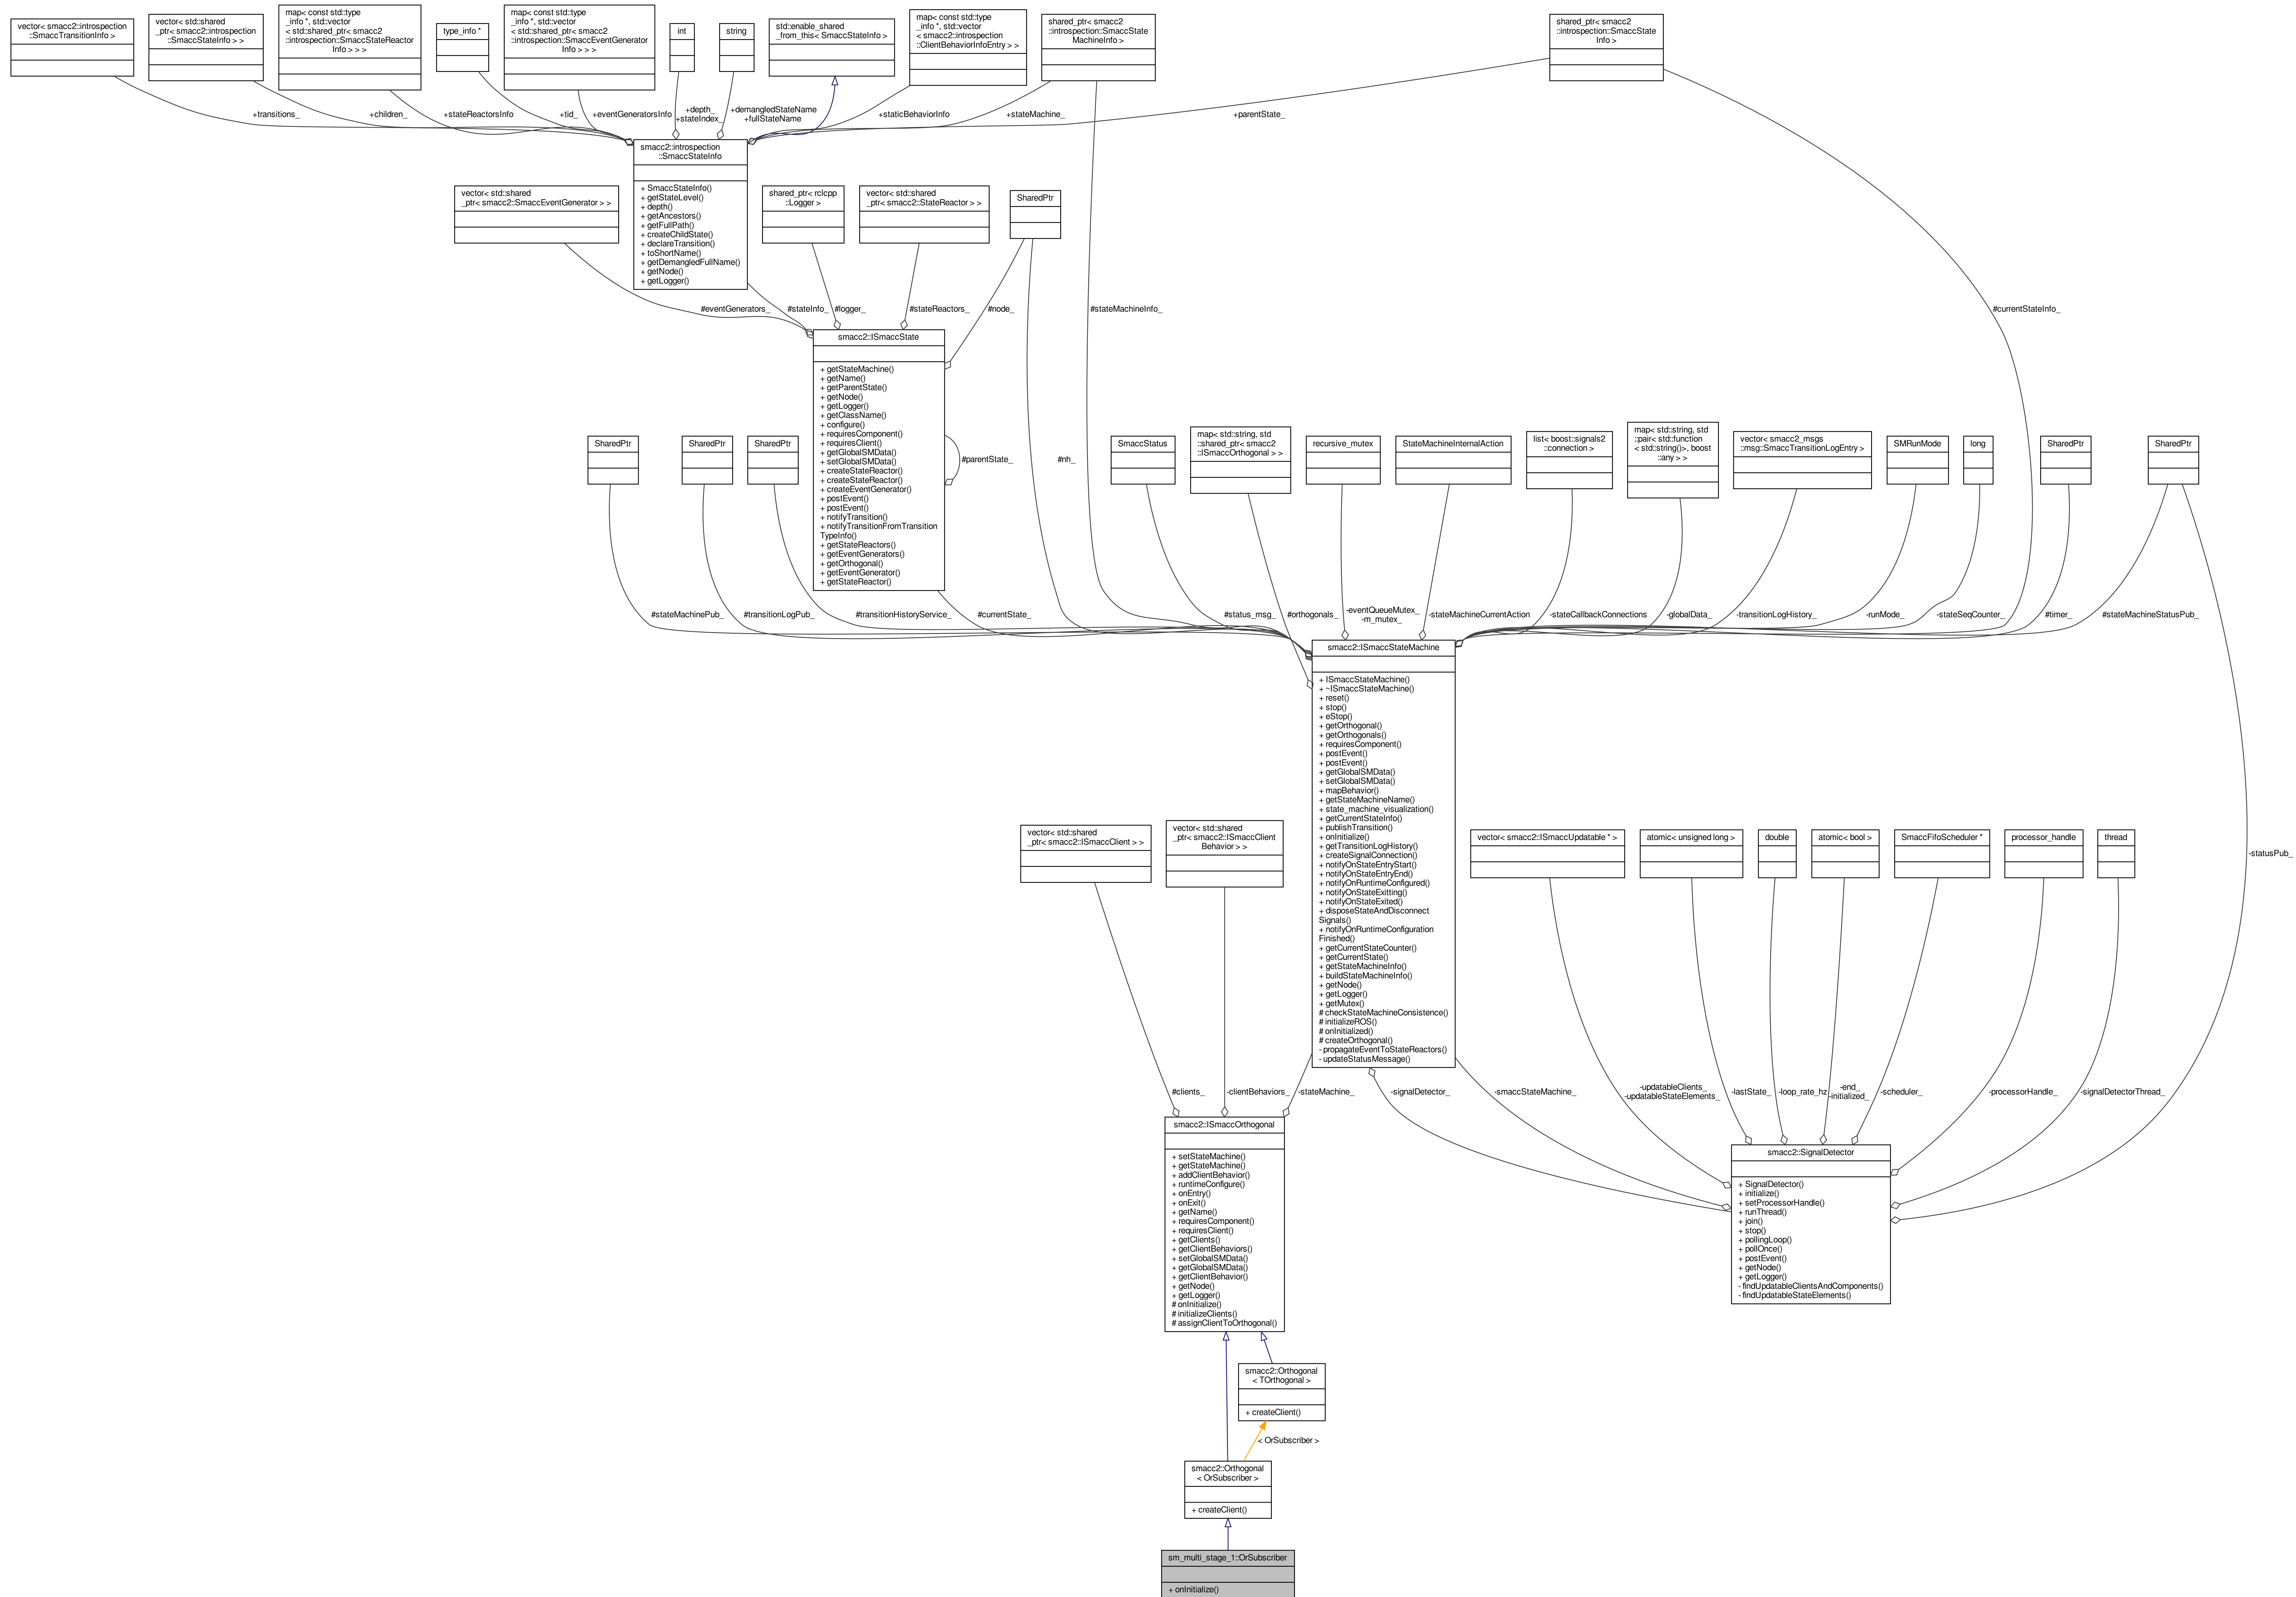 vector< smacc2::introspection
::SmaccTransitionInfo >
vector< std::shared
_ptr< smacc2::introspection
::SmaccStateInfo > >
map< const std::type
_info *, std::vector
< std::shared_ptr< smacc2
::introspection::SmaccStateReactor
Info > > >
type_info *
map< const std::type
_info *, std::vector
< std::shared_ptr< smacc2
::introspection::SmaccEventGenerator
Info > > >
int
string
std::enable_shared
_from_this< SmaccStateInfo >
map< const std::type
_info *, std::vector
< smacc2::introspection
::ClientBehaviorInfoEntry > >
shared_ptr< smacc2
::introspection::SmaccState
MachineInfo >
shared_ptr< smacc2
::introspection::SmaccState
Info >
+transitions_
+children_
+stateReactorsInfo
+tid_
+eventGeneratorsInfo
+depth_
+stateIndex_
+demangledStateName
+fullStateName
+staticBehaviorInfo
+stateMachine_
+parentState_
smacc2::introspection
::SmaccStateInfo
+ SmaccStateInfo()
+ getStateLevel()
+ depth()
+ getAncestors()
+ getFullPath()
+ createChildState()
+ declareTransition()
+ toShortName()
+ getDemangledFullName()
+ getNode()
+ getLogger()
vector< std::shared
_ptr< smacc2::SmaccEventGenerator > >
shared_ptr< rclcpp
::Logger >
vector< std::shared
_ptr< smacc2::StateReactor > >
SharedPtr
#eventGenerators_
#stateInfo_
#logger_
#stateReactors_
#node_
#stateMachineInfo_
#currentStateInfo_
smacc2::ISmaccState
+ getStateMachine()
+ getName()
+ getParentState()
+ getNode()
+ getLogger()
+ getClassName()
+ configure()
+ requiresComponent()
+ requiresClient()
+ getGlobalSMData()
+ setGlobalSMData()
+ createStateReactor()
+ createStateReactor()
+ createEventGenerator()
+ postEvent()
+ postEvent()
+ notifyTransition()
+ notifyTransitionFromTransition
TypeInfo()
+ getStateReactors()
+ getEventGenerators()
+ getOrthogonal()
+ getEventGenerator()
+ getStateReactor()
#parentState_
#nh_
SharedPtr
SharedPtr
SharedPtr
SmaccStatus
map< std::string, std
::shared_ptr< smacc2
::ISmaccOrthogonal > >
recursive_mutex
StateMachineInternalAction
list< boost::signals2
::connection >
map< std::string, std
::pair< std::function
< std::string()>, boost
::any > >
vector< smacc2_msgs
::msg::SmaccTransitionLogEntry >
SMRunMode
long
SharedPtr
SharedPtr
#stateMachinePub_
#transitionLogPub_
#transitionHistoryService_
#currentState_
#status_msg_
#orthogonals_
-eventQueueMutex_
-m_mutex_
-stateMachineCurrentAction
-stateCallbackConnections
-globalData_
-transitionLogHistory_
-runMode_
-stateSeqCounter_
#timer_
#stateMachineStatusPub_
smacc2::ISmaccStateMachine
+ ISmaccStateMachine()
+ ~ISmaccStateMachine()
+ reset()
+ stop()
+ eStop()
+ getOrthogonal()
+ getOrthogonals()
+ requiresComponent()
+ postEvent()
+ postEvent()
+ getGlobalSMData()
+ setGlobalSMData()
+ mapBehavior()
+ getStateMachineName()
+ state_machine_visualization()
+ getCurrentStateInfo()
+ publishTransition()
+ onInitialize()
+ getTransitionLogHistory()
+ createSignalConnection()
+ notifyOnStateEntryStart()
+ notifyOnStateEntryEnd()
+ notifyOnRuntimeConfigured()
+ notifyOnStateExitting()
+ notifyOnStateExited()
+ disposeStateAndDisconnect
Signals()
+ notifyOnRuntimeConfiguration
Finished()
+ getCurrentStateCounter()
+ getCurrentState()
+ getStateMachineInfo()
+ buildStateMachineInfo()
+ getNode()
+ getLogger()
+ getMutex()
# checkStateMachineConsistence()
# initializeROS()
# onInitialized()
# createOrthogonal()
- propagateEventToStateReactors()
- updateStatusMessage()
vector< std::shared
_ptr< smacc2::ISmaccClient > >
vector< std::shared
_ptr< smacc2::ISmaccClient
Behavior > >
vector< smacc2::ISmaccUpdatable * >
atomic< unsigned long >
double
atomic< bool >
SmaccFifoScheduler *
processor_handle
thread
-statusPub_
#clients_
-clientBehaviors_
-stateMachine_
-signalDetector_
-smaccStateMachine_
-updatableClients_
-updatableStateElements_
-lastState_
-loop_rate_hz
-end_
-initialized_
-scheduler_
-processorHandle_
-signalDetectorThread_
smacc2::ISmaccOrthogonal
+ setStateMachine()
+ getStateMachine()
+ addClientBehavior()
+ runtimeConfigure()
+ onEntry()
+ onExit()
+ getName()
+ requiresComponent()
+ requiresClient()
+ getClients()
+ getClientBehaviors()
+ setGlobalSMData()
+ getGlobalSMData()
+ getClientBehavior()
+ getNode()
+ getLogger()
# onInitialize()
# initializeClients()
# assignClientToOrthogonal()
smacc2::SignalDetector
+ SignalDetector()
+ initialize()
+ setProcessorHandle()
+ runThread()
+ join()
+ stop()
+ pollingLoop()
+ pollOnce()
+ postEvent()
+ getNode()
+ getLogger()
- findUpdatableClientsAndComponents()
- findUpdatableStateElements()
smacc2::Orthogonal
< TOrthogonal >
+ createClient()
< OrSubscriber >
smacc2::Orthogonal
< OrSubscriber >
+ createClient()
sm_multi_stage_1::OrSubscriber
+ onInitialize()